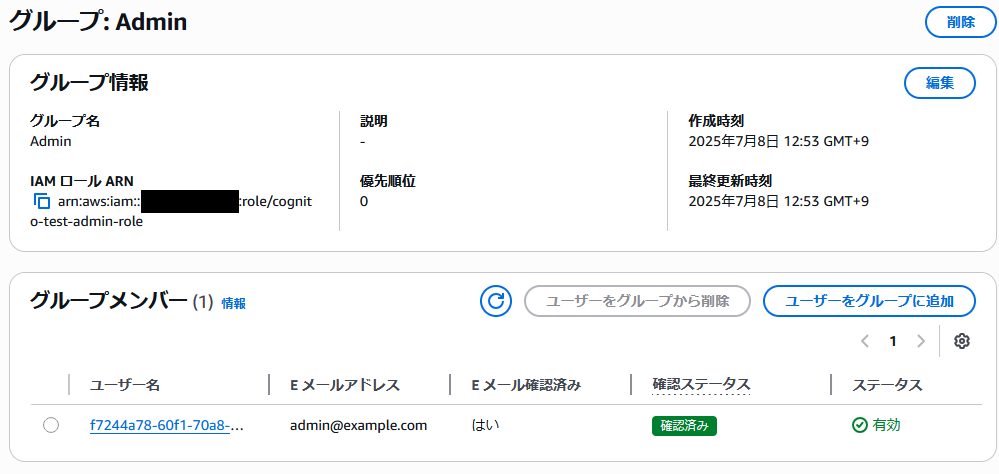 グループ: Admin
削除
グループ情報
編集
グループ名
Admin
説明
-
作成時刻
2025年7月8日 12:53 GMT+9
IAM ロール ARN
arn:aws:iam:: :role/cognit
o-test-admin-role
優先順位
0
最終更新時刻
2025年7月8日 12:53 GMT+9
グループメンバー (1) 情報
ユーザーをグループから削除
ユーザーをグループに追加
1
ユーザー名
E メールアドレス
E メール確認済み
確認ステータス
ステータス
f7244a78-60f1-70a8-...
admin@example.com
はい
確認済み
有効